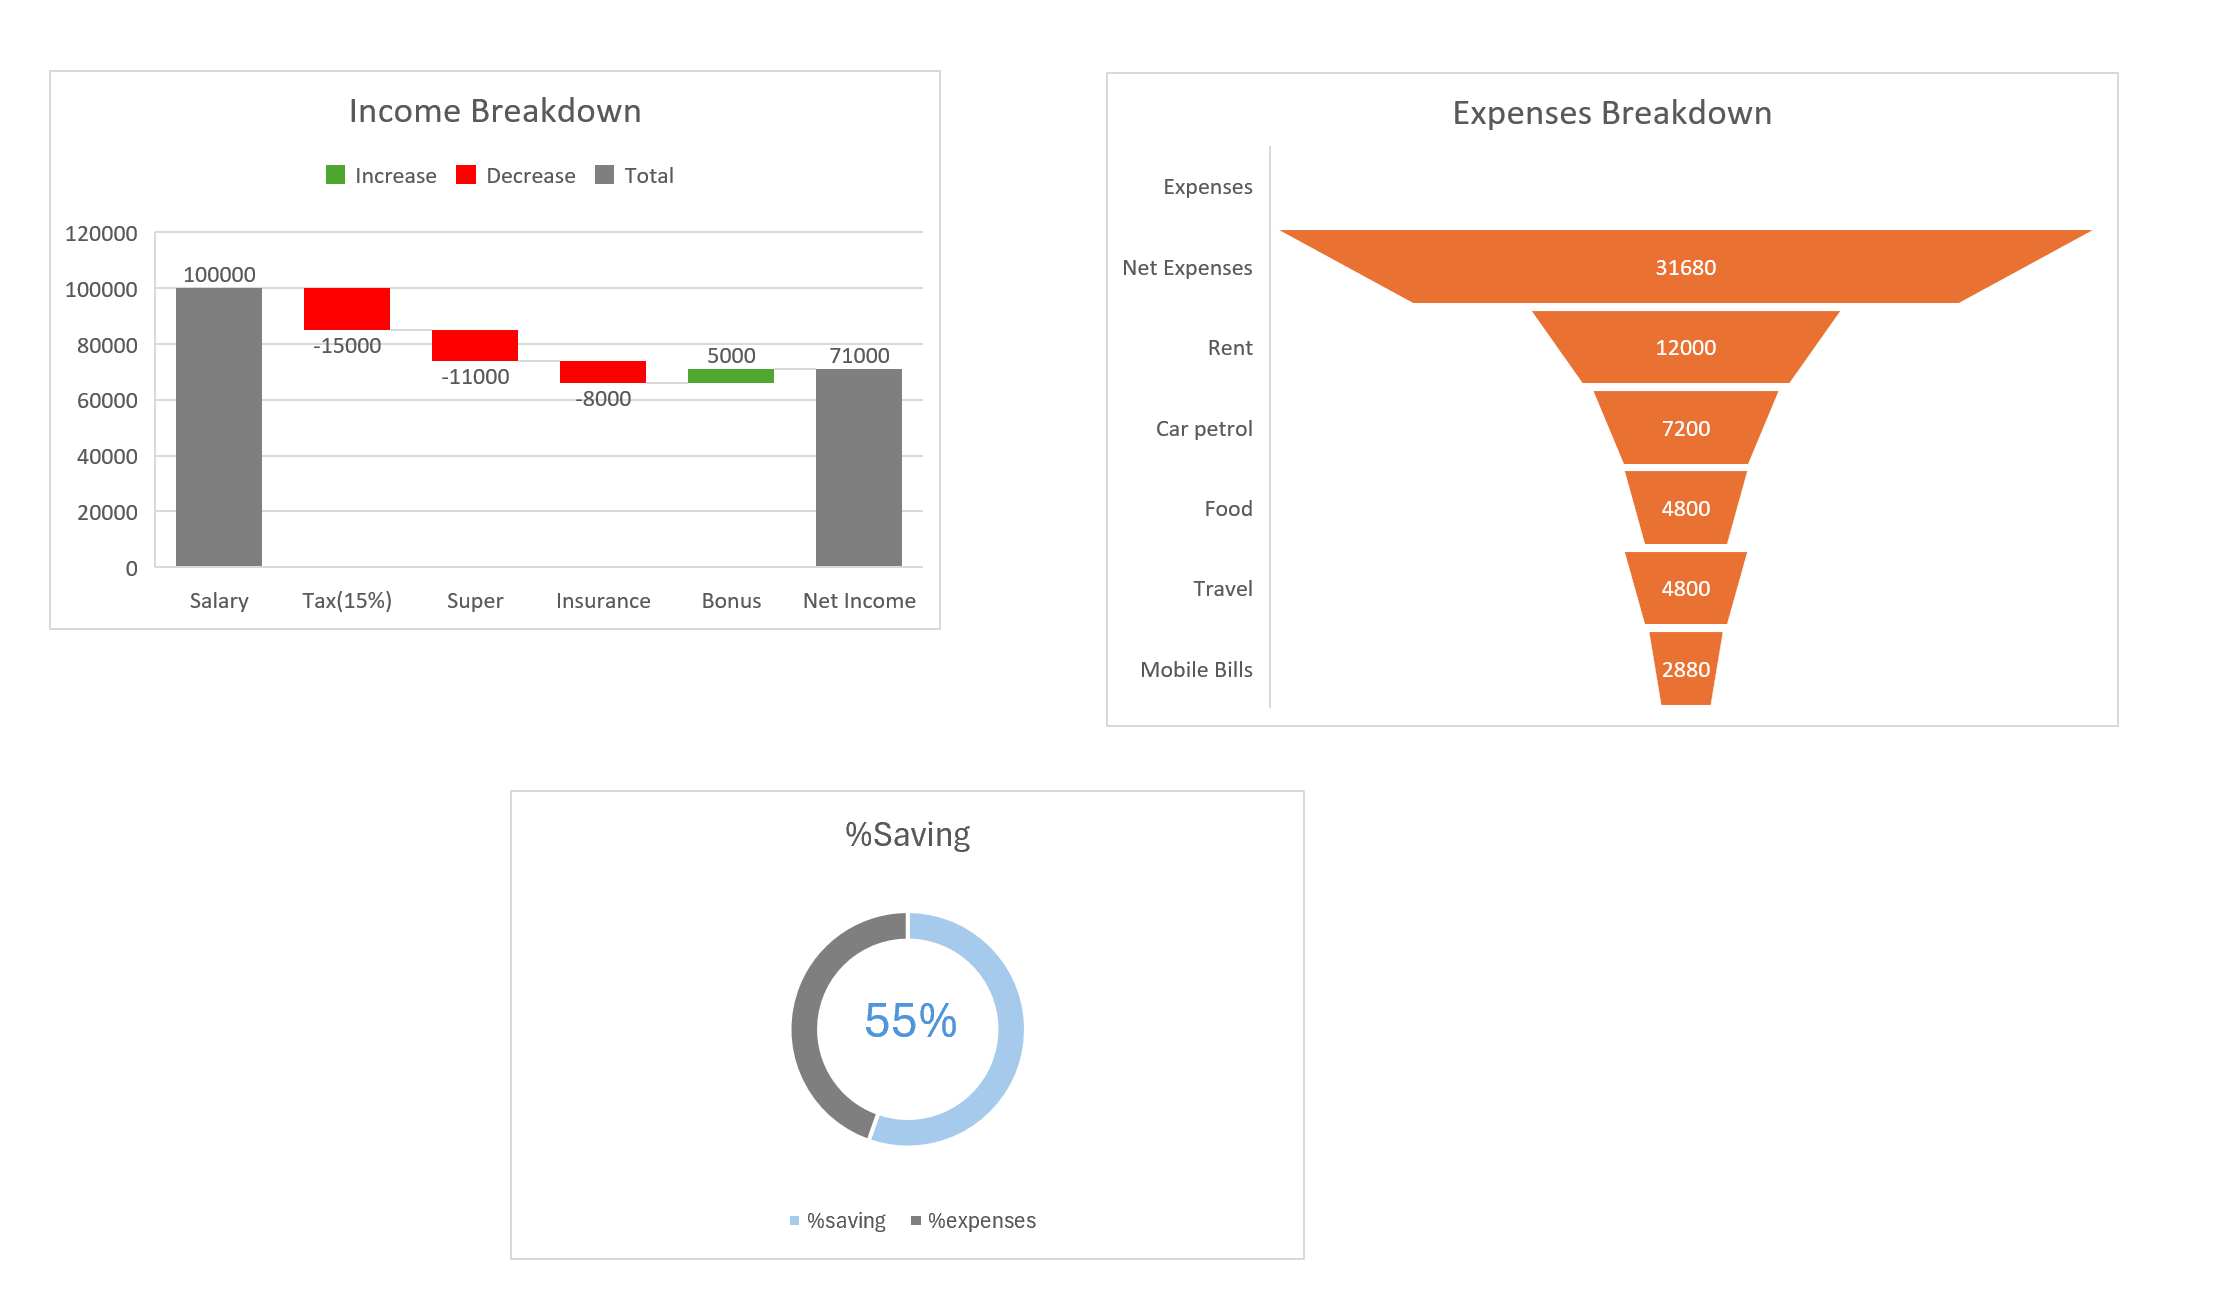 Income Breakdown
Increase Decrease Total
120000
100000
80000
60000
40000
20000
0
100000
-15000
-11000
-8000
5000
71000
Salary Tax(15%) Super Insurance Bonus Net Income
Expenses Breakdown
Expenses
Net Expenses 31680
Rent 12000
Car petrol 7200
Food 4800
Travel 4800
Mobile Bills 2880
%Saving
55%
%saving %expenses